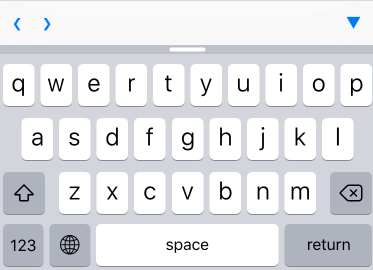 q w e r t y u i o p
a s d f g h j k l
z x c v b n m
123 space return